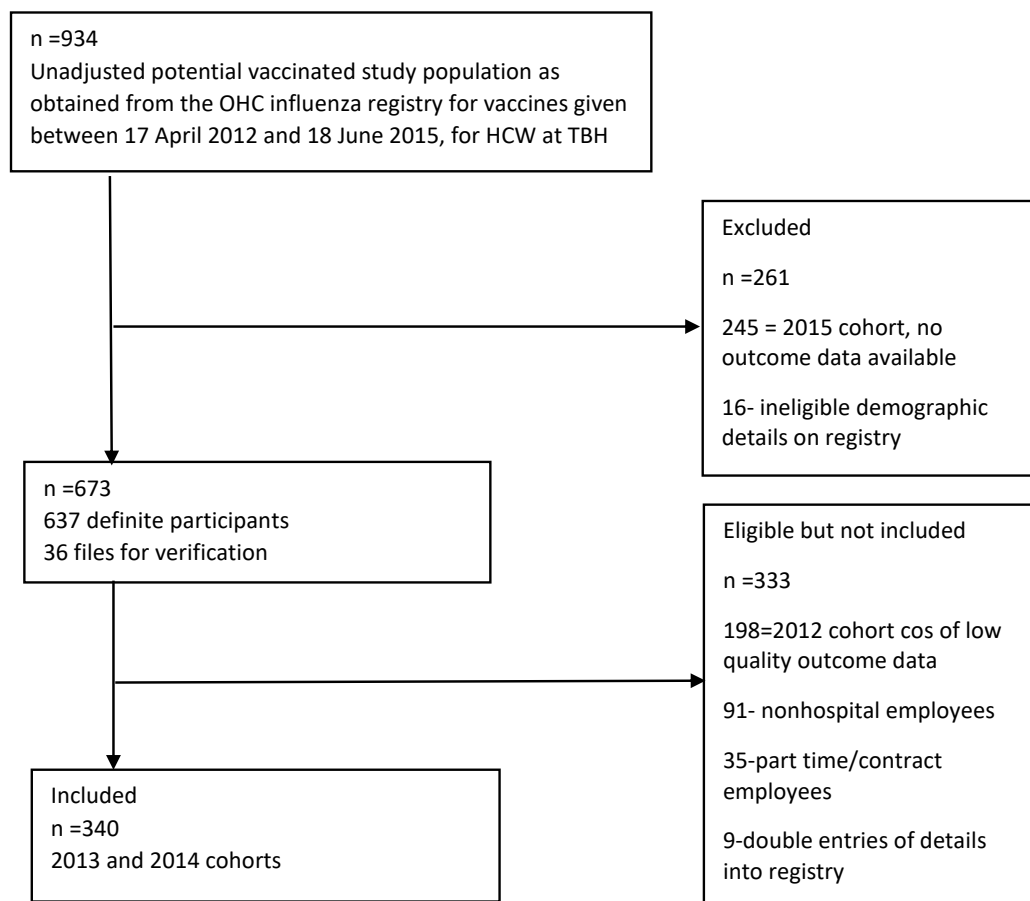 n =934
Unadjusted potential vaccinated study population as
obtained from the OHC influenza registry for vaccines given
between 17 April 2012 and 18 June 2015, for HCW at TBH
Excluded
n =261
245 = 2015 cohort, no
outcome data available
16- ineligible demographic
details on registry
n =673
637 definite participants
36 files for verification
Eligible but not included
n =333
198=2012 cohort cos of low
quality outcome data
91- nonhospital employees
35-part time/contract
employees
9-double entries of details
into registry
Included
n =340
2013 and 2014 cohorts